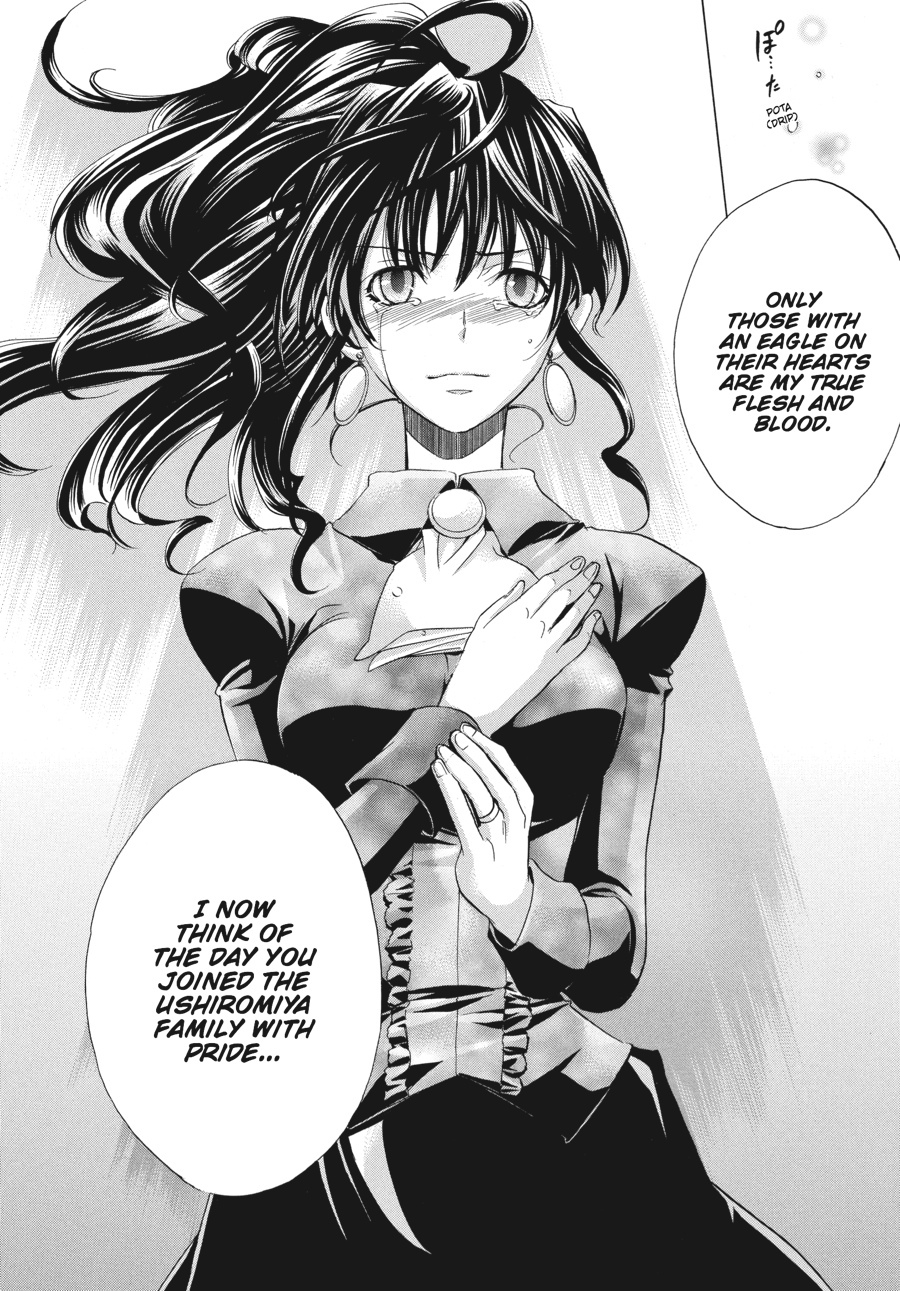 ぽ…た
POTA
(DRIP)
ONLY
THOSE WITH
AN EAGLE ON
THEIR HEARTS
ARE MY TRUE
FLESH AND
BLOOD.
I NOW
THINK OF
THE DAY YOU
JOINED THE
USHIROMIYA
FAMILY WITH
PRIDE...